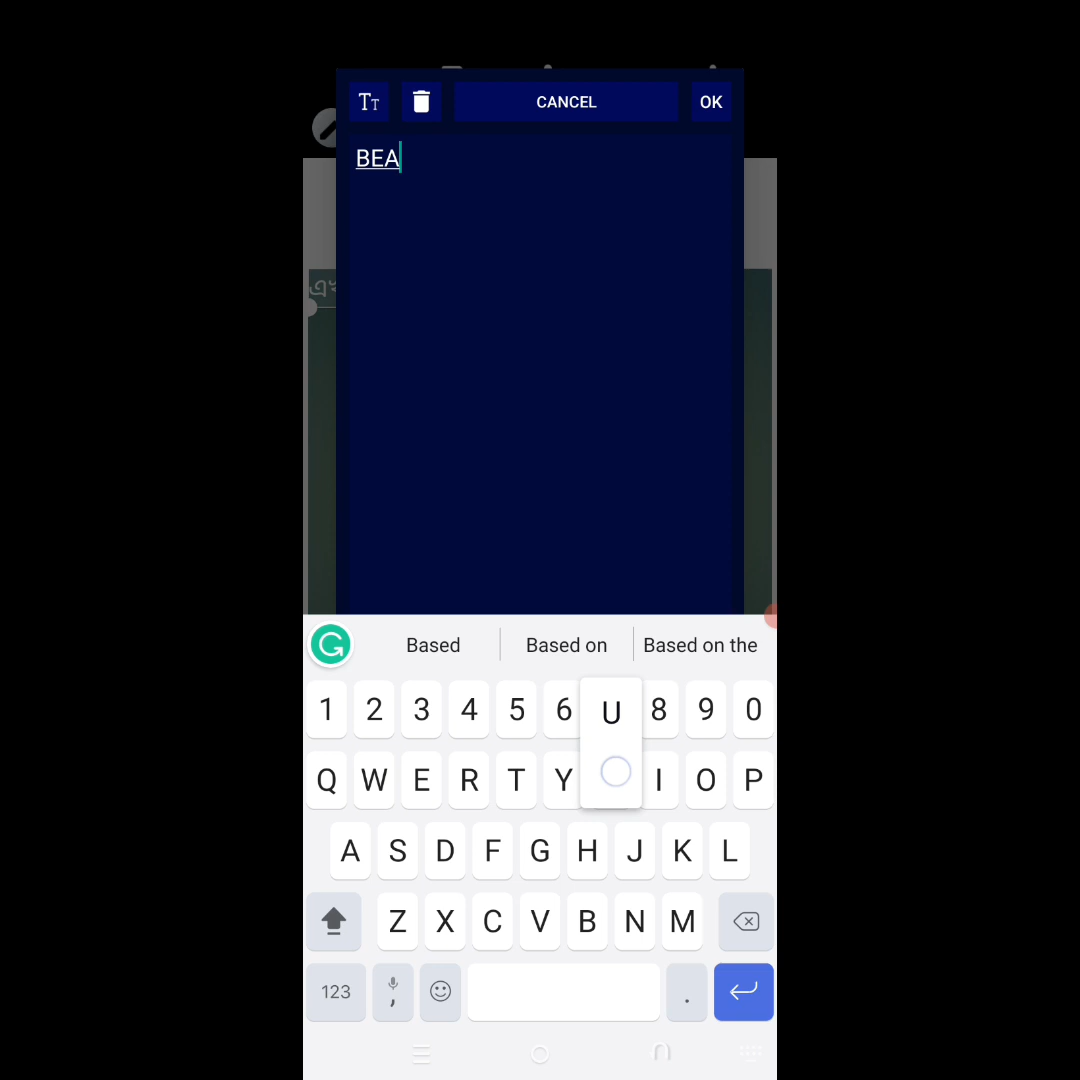 Tт CANCEL OK
BEA
Based Based on Based on the
1 2 3 4 5 6 8 9 0
U
Q W E R T Y I O P
A S D F G H J K L
Z X C V B N M
123 , .